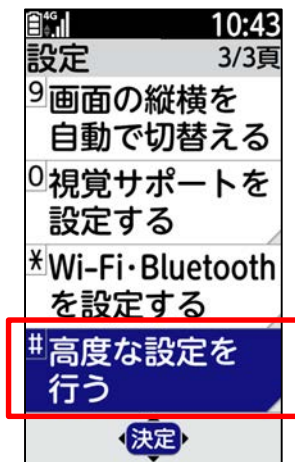 4G 10:43
設定 3/3頁
9 画面の縦横を
自動で切替える
0 視覚サポートを
設定する
* Wi-Fi・Bluetooth
を設定する
# 高度な設定を
行う
決定